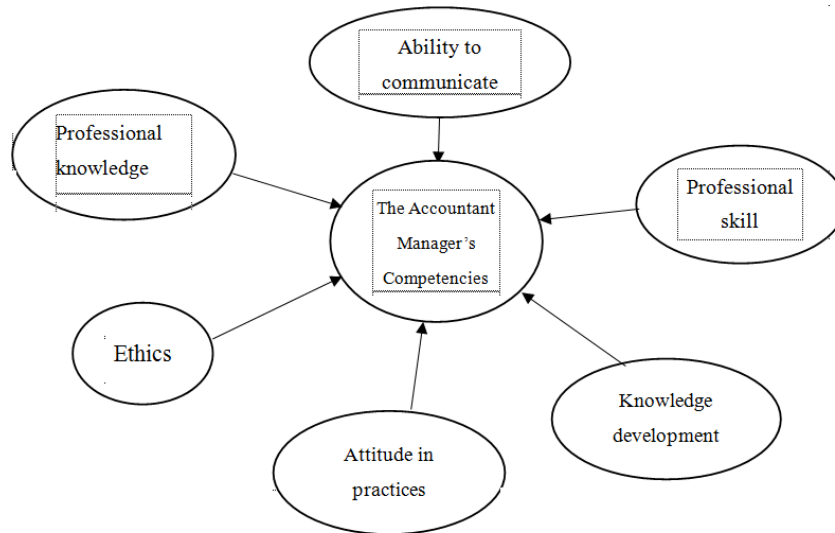 Ability to
communicate
Professional
knowledge
Professional
skill
The Accountant
Manager’s
Competencies
Ethics
Knowledge
development
Attitude in
practices